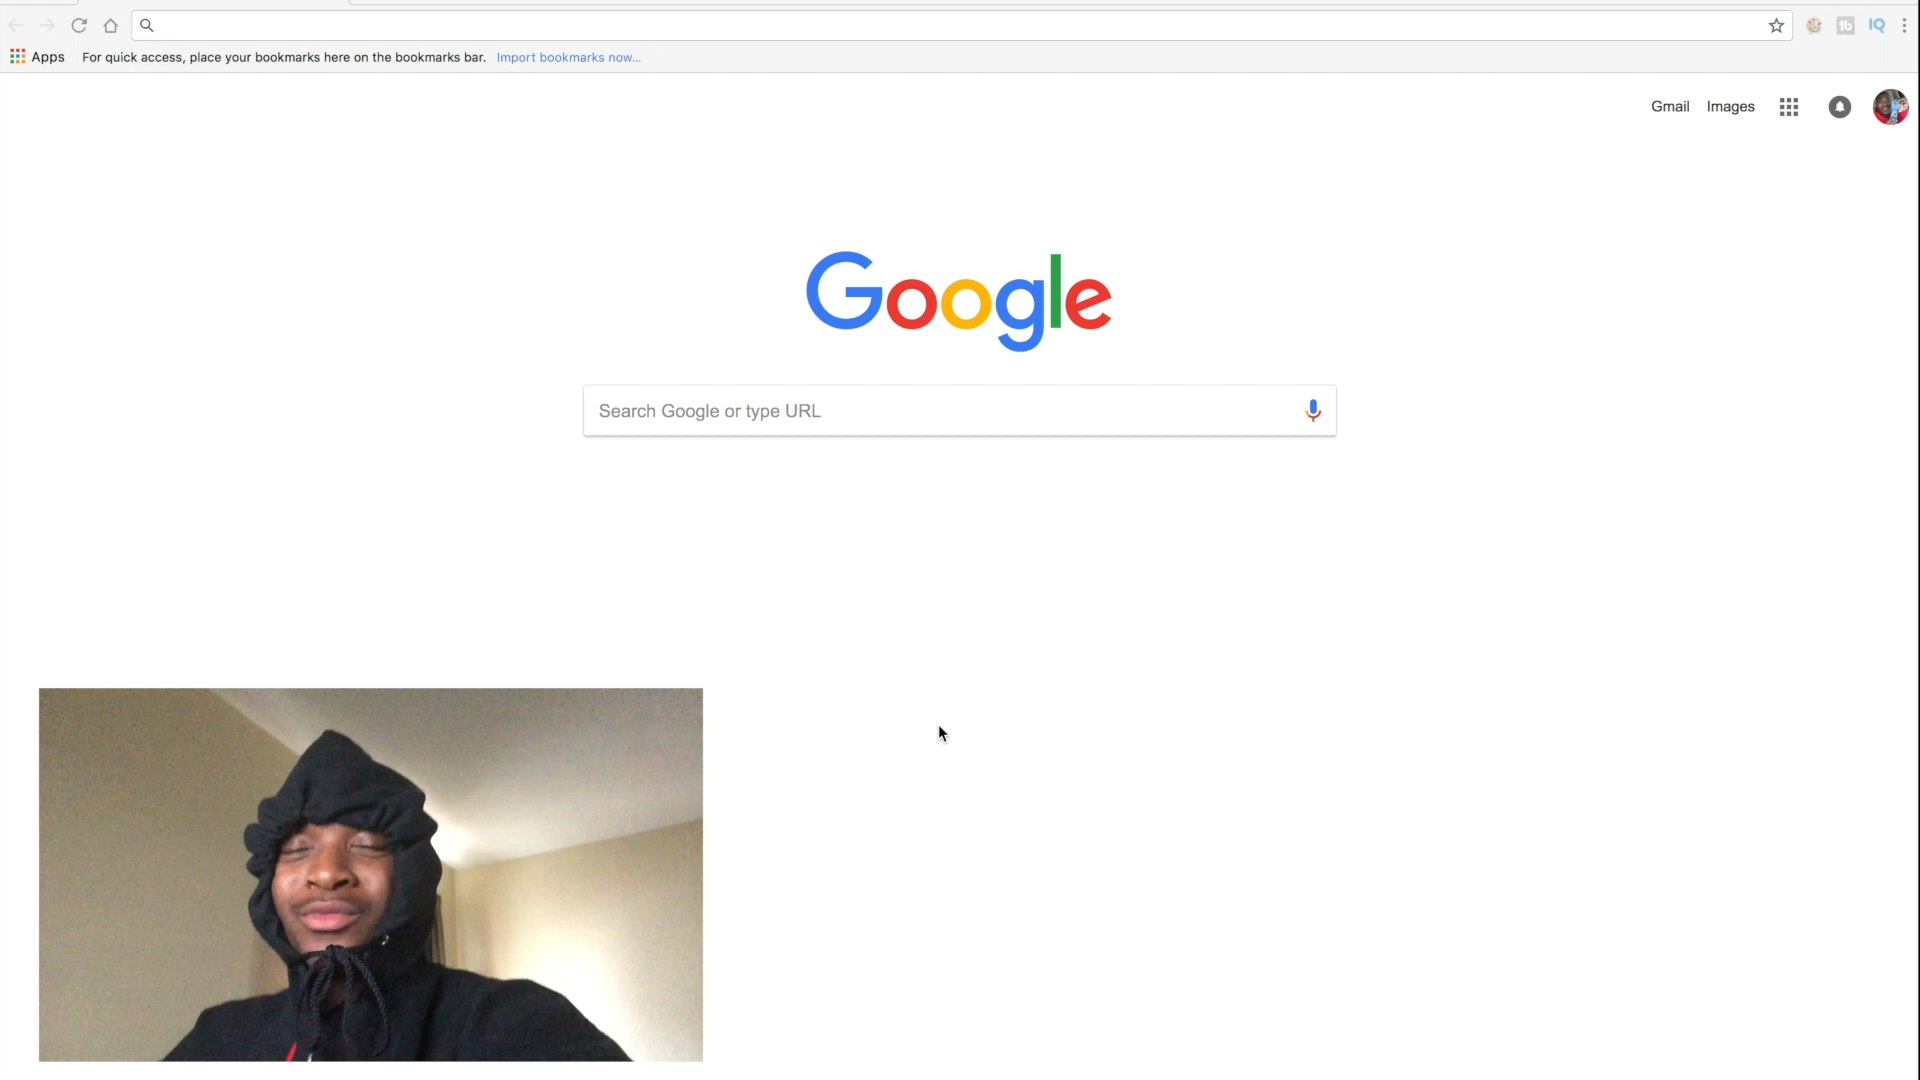 Apps For quick access, place your bookmarks here on the bookmarks bar. Import bookmarks now...
tb IQ
Gmail Images
Google
Search Google or type URL